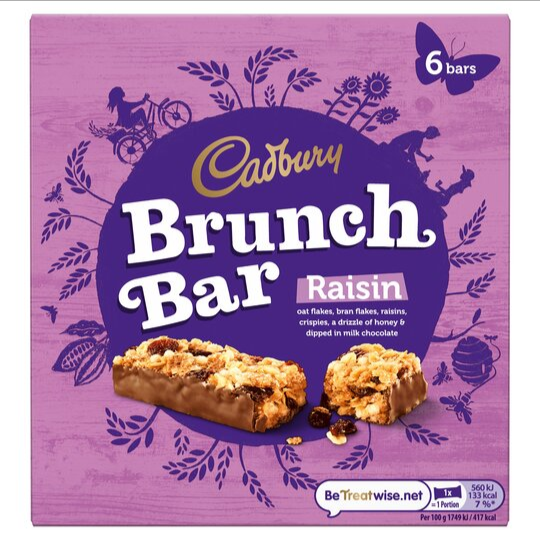 6 bars
Cadbury
Brunch
Bar
Raisin
oat flakes, bran flakes, raisins,
crispies, a drizzle of honey &
dipped in milk chocolate
BeTreatwise.net
1x
= 1 Portion
560 kJ
133 kcal
7 %*
Per 100 g 1749 kJ / 417 kcal